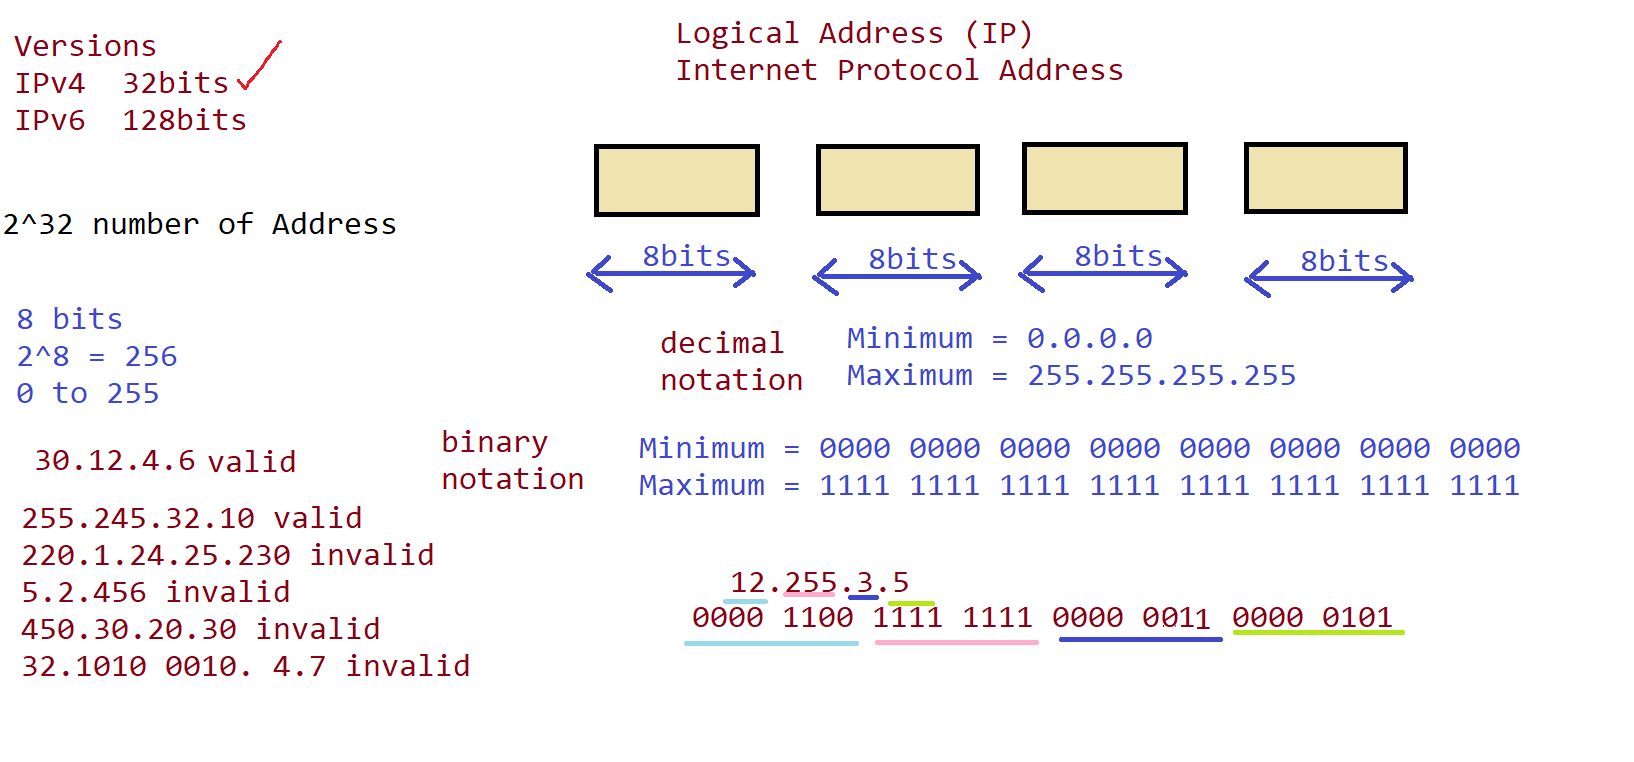 Logical Address (IP)
Internet Protocol Address
Versions
IPv4  32bits
IPv6  128bits
2^32 number of Address
8bits 8bits 8bits 8bits
8 bits
2^8 = 256
0 to 255
decimal
notation
Minimum = 0.0.0.0
Maximum = 255.255.255.255
binary
notation
Minimum = 0000 0000 0000 0000 0000 0000 0000 0000
Maximum = 1111 1111 1111 1111 1111 1111 1111 1111
30.12.4.6 valid
255.245.32.10 valid
220.1.24.25.230 invalid
5.2.456 invalid
450.30.20.30 invalid
32.1010 0010. 4.7 invalid
12.255.3.5
0000 1100 1111 1111 0000 0011 0000 0101